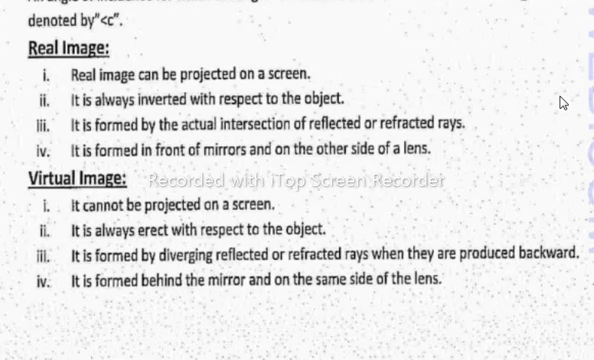 denoted by"<c".
Real Image:
i. Real image can be projected on a screen.
ii. It is always inverted with respect to the object.
iii. It is formed by the actual intersection of reflected or refracted rays.
iv. It is formed in front of mirrors and on the other side of a lens.
Virtual Image:
Recorded with iTop Screen Recorder
i. It cannot be projected on a screen.
ii. It is always erect with respect to the object.
iii. It is formed by diverging reflected or refracted rays when they are produced backward.
iv. It is formed behind the mirror and on the same side of the lens.